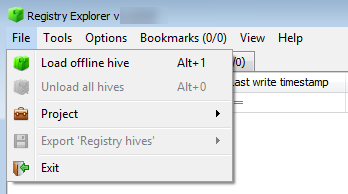 Registry Explorer v
File Tools Options Bookmarks (0/0) View Help
Load offline hive Alt+1
/0)
Unload all hives Alt+0
ast write timestamp
Project
=
Export 'Registry hives'
Exit